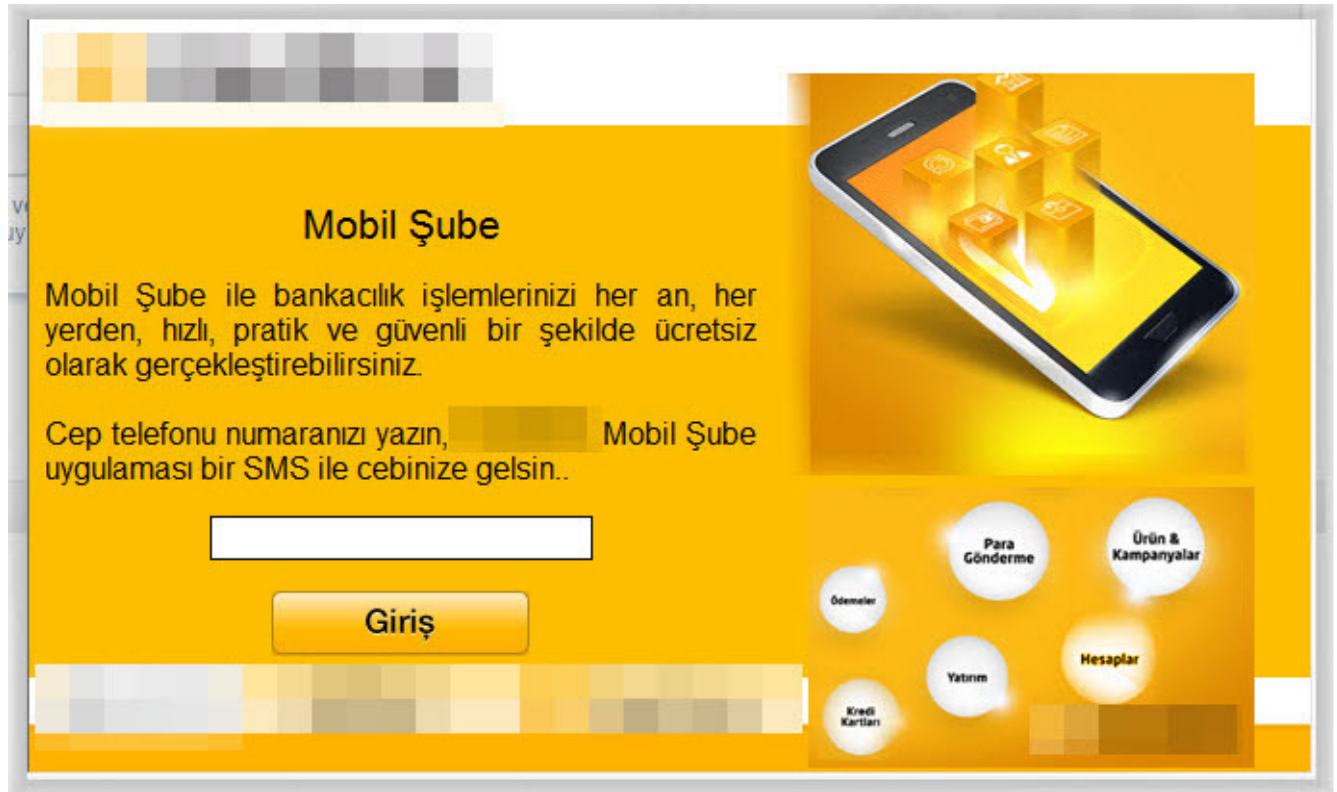 Mobil Şube
Mobil Şube ile bankacılık işlemlerinizi her an, her
yerden, hızlı, pratik ve güvenli bir şekilde ücretsiz
olarak gerçekleştirebilirsiniz.
Cep telefonu numaranızı yazın, Mobil Şube
uygulaması bir SMS ile cebinize gelsin..
Giriş
Para
Gönderme
Ürün &
Kampanyalar
Ödemeler
Hesaplar
Yatırım
Kredi
Kartları